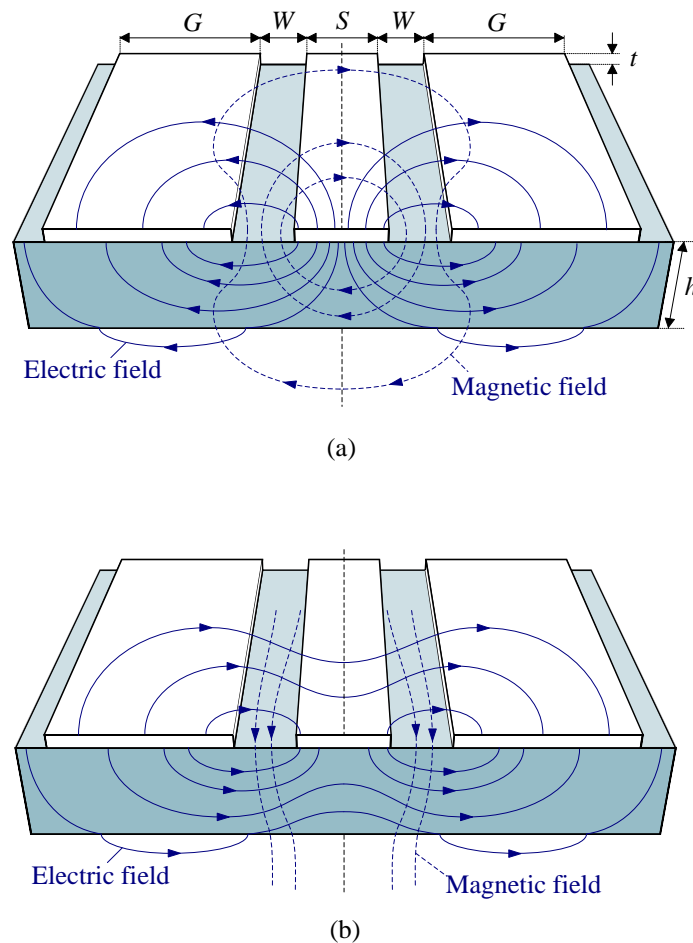 G W S W G
t
h
Electric field
Magnetic field
(a)
Electric field
Magnetic field
(b)